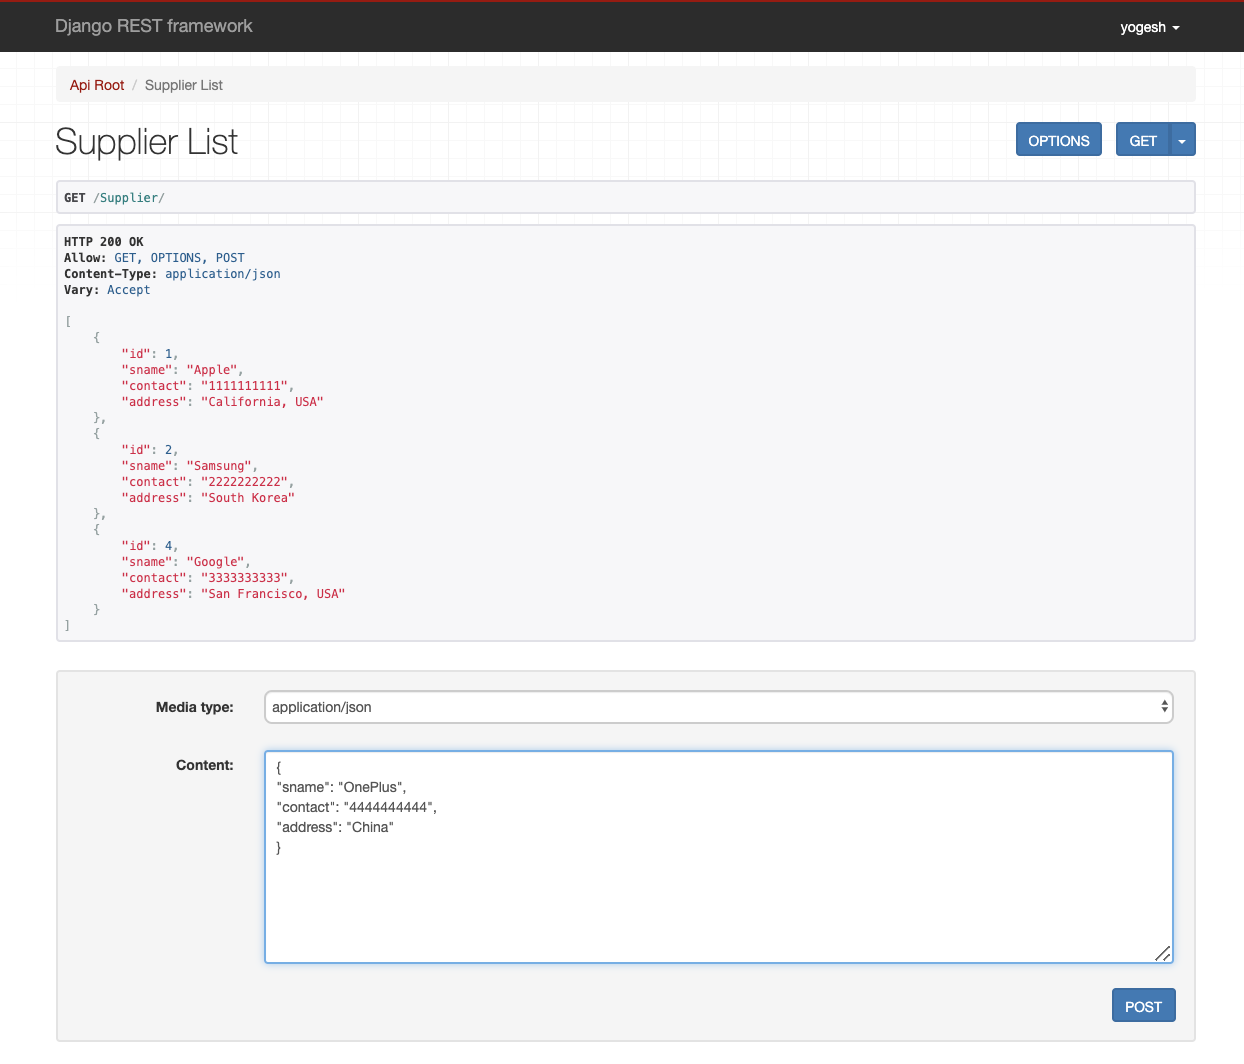 Django REST framework
yogesh
Api Root / Supplier List
Supplier List
OPTIONS
GET
GET /Supplier/
HTTP 200 OK
Allow: GET, OPTIONS, POST
Content-Type: application/json
Vary: Accept
[
    {
        "id": 1,
        "sname": "Apple",
        "contact": "1111111111",
        "address": "California, USA"
    },
    {
        "id": 2,
        "sname": "Samsung",
        "contact": "2222222222",
        "address": "South Korea"
    },
    {
        "id": 4,
        "sname": "Google",
        "contact": "3333333333",
        "address": "San Francisco, USA"
    }
]
Media type:
application/json
Content:
{
"sname": "OnePlus",
"contact": "4444444444",
"address": "China"
}
POST